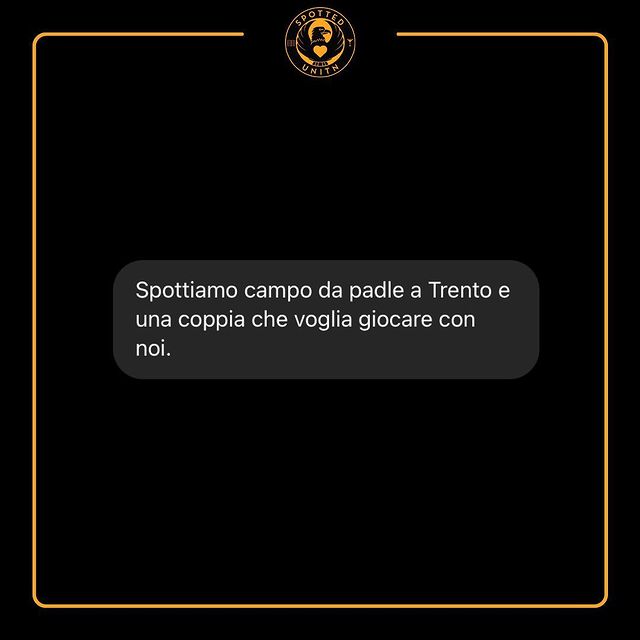 SPOTTED
UNITN
Spottiamo campo da padle a Trento e
una coppia che voglia giocare con
noi.